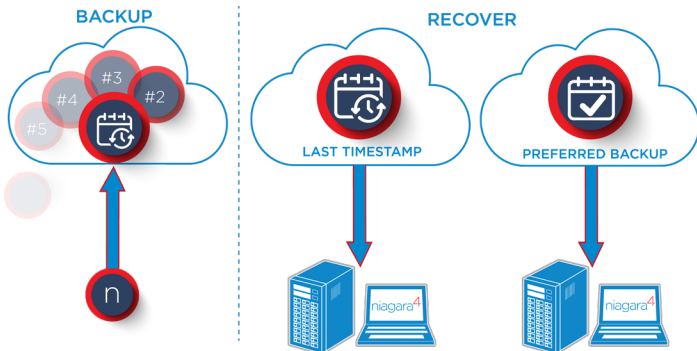 BACKUP
RECOVER
#3
#4
#2
#5
LAST TIMESTAMP
PREFERRED BACKUP
n
niagara4
niagara4